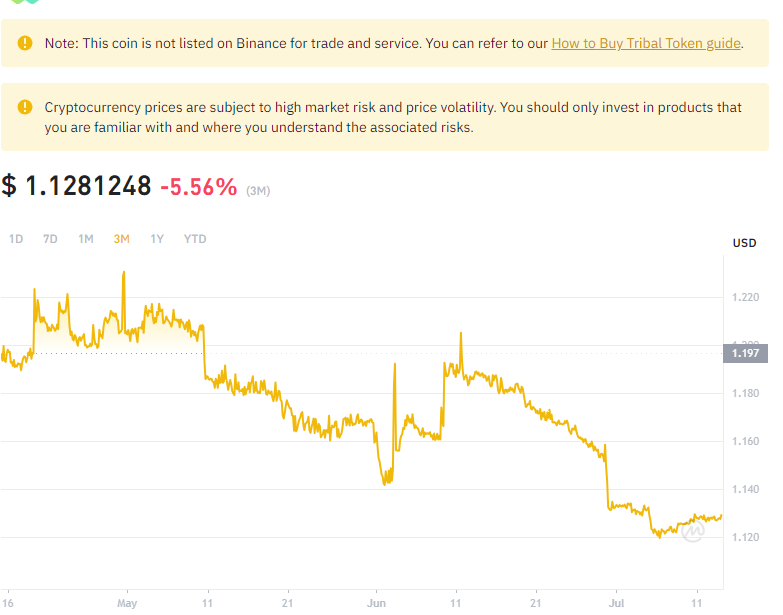 Note: This coin is not listed on Binance for trade and service. You can refer to our How to Buy Tribal Token guide.
Cryptocurrency prices are subject to high market risk and price volatility. You should only invest in products that
you are familiar with and where you understand the associated risks.
$ 1.1281248 -5.56% (3M)
1D 7D 1M 3M 1Y YTD
USD
1.220
1.197
1.180
1.160
1.140
1.120
16 May 11 21 Jun 11 21 Jul 11